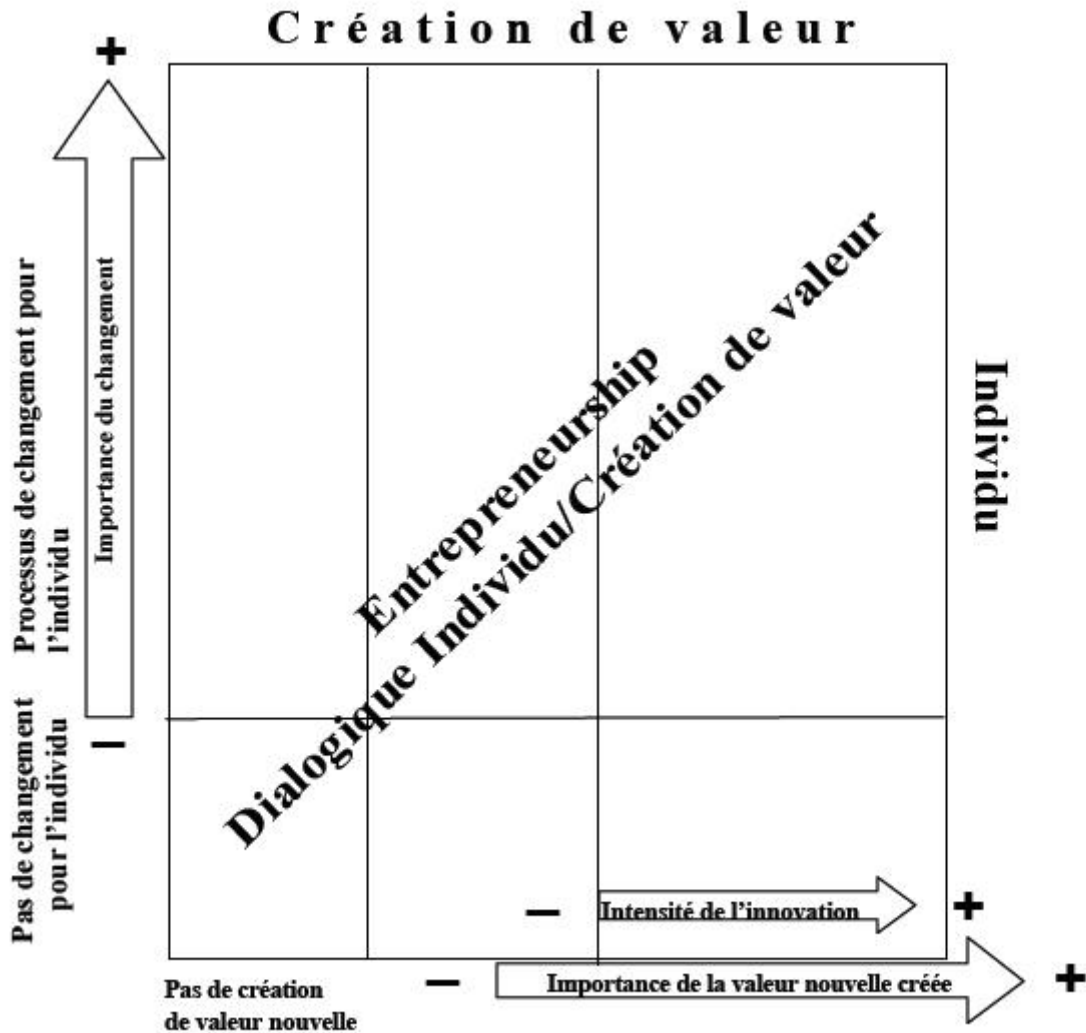 Création de valeur
+
Processus de changement pour
l'individu
Importance du changement
Entrepreneurship
Dialogique Individu/Création de valeur
Individu
Pas de changement
pour l'individu
–
– Intensité de l'innovation +
Pas de création
de valeur nouvelle
– Importance de la valeur nouvelle créée +